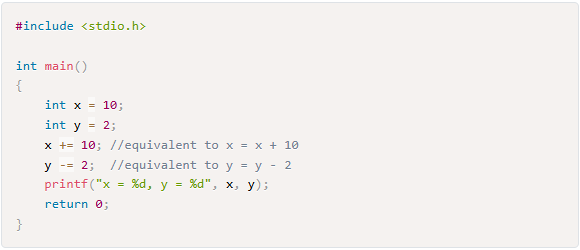 #include <stdio.h>
int main()
{
int x = 10;
int y = 2;
x += 10; //equivalent to x = x + 10
y -= 2;  //equivalent to y = y - 2
printf("x = %d, y = %d", x, y);
return 0;
}